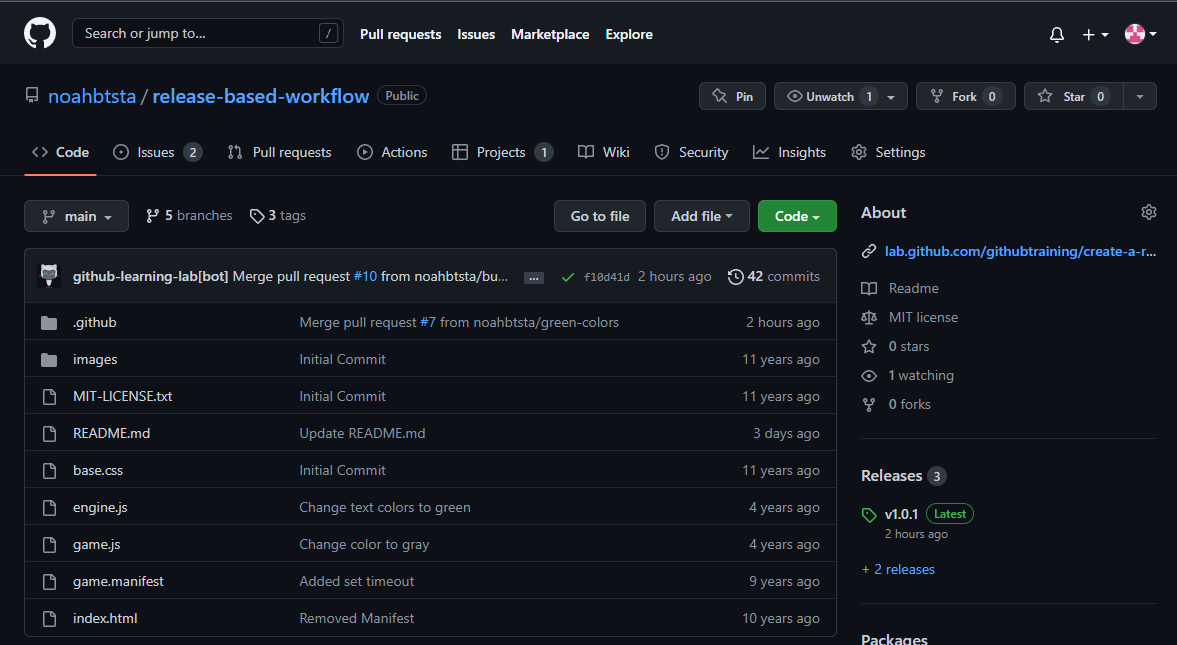 Search or jump to... / Pull requests Issues Marketplace Explore
noahbtsta / release-based-workflow Public Pin Unwatch 1 Fork 0 Star 0
Code Issues 2 Pull requests Actions Projects 1 Wiki Security Insights Settings
main 5 branches 3 tags Go to file Add file Code
github-learning-lab[bot] Merge pull request #10 from noahbtsta/bu... ... f10d41d 2 hours ago 42 commits
.github Merge pull request #7 from noahbtsta/green-colors 2 hours ago
images Initial Commit 11 years ago
MIT-LICENSE.txt Initial Commit 11 years ago
README.md Update README.md 3 days ago
base.css Initial Commit 11 years ago
engine.js Change text colors to green 4 years ago
game.js Change color to gray 4 years ago
game.manifest Added set timeout 9 years ago
index.html Removed Manifest 10 years ago
About
lab.github.com/githubtraining/create-a-r...
Readme
MIT license
0 stars
1 watching
0 forks
Releases 3
v1.0.1 Latest
2 hours ago
+ 2 releases
Packages